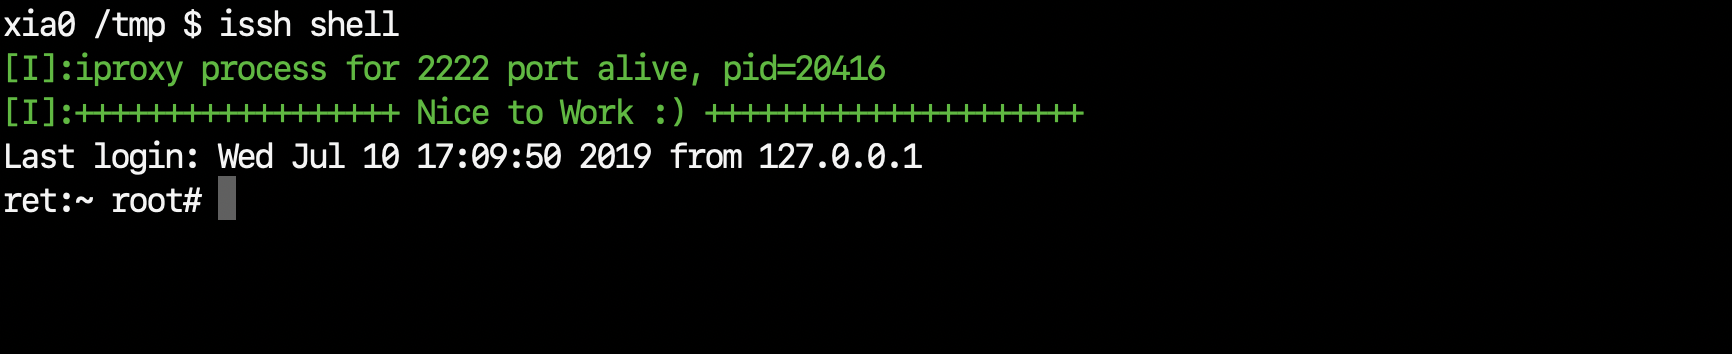 xia0 /tmp $ issh shell
[I]:iproxy process for 2222 port alive, pid=20416
[I]:++++++++++++++++++ Nice to Work :) +++++++++++++++++++++
Last login: Wed Jul 10 17:09:50 2019 from 127.0.0.1
ret:~ root#